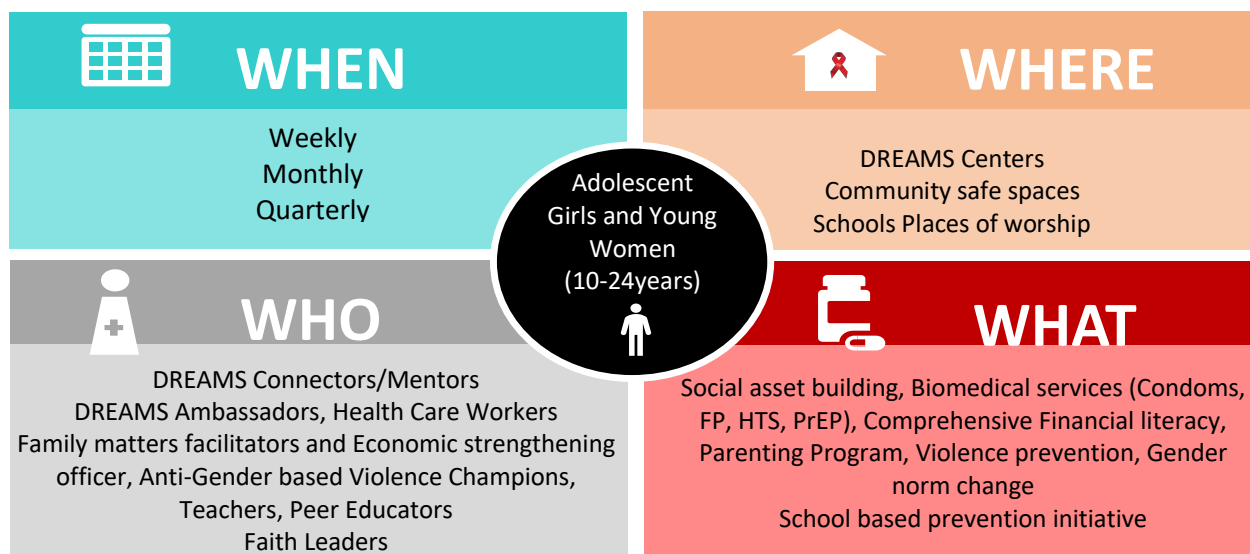 WHEN
Weekly
Monthly
Quarterly
WHERE
DREAMS Centers
Community safe spaces
Schools Places of worship
Adolescent
Girls and Young
Women
(10-24years)
WHO
DREAMS Connectors/Mentors
DREAMS Ambassadors, Health Care Workers
Family matters facilitators and Economic strengthening
officer, Anti-Gender based Violence Champions,
Teachers, Peer Educators
Faith Leaders
WHAT
Social asset building, Biomedical services (Condoms,
FP, HTS, PrEP), Comprehensive Financial literacy,
Parenting Program, Violence prevention, Gender
norm change
School based prevention initiative